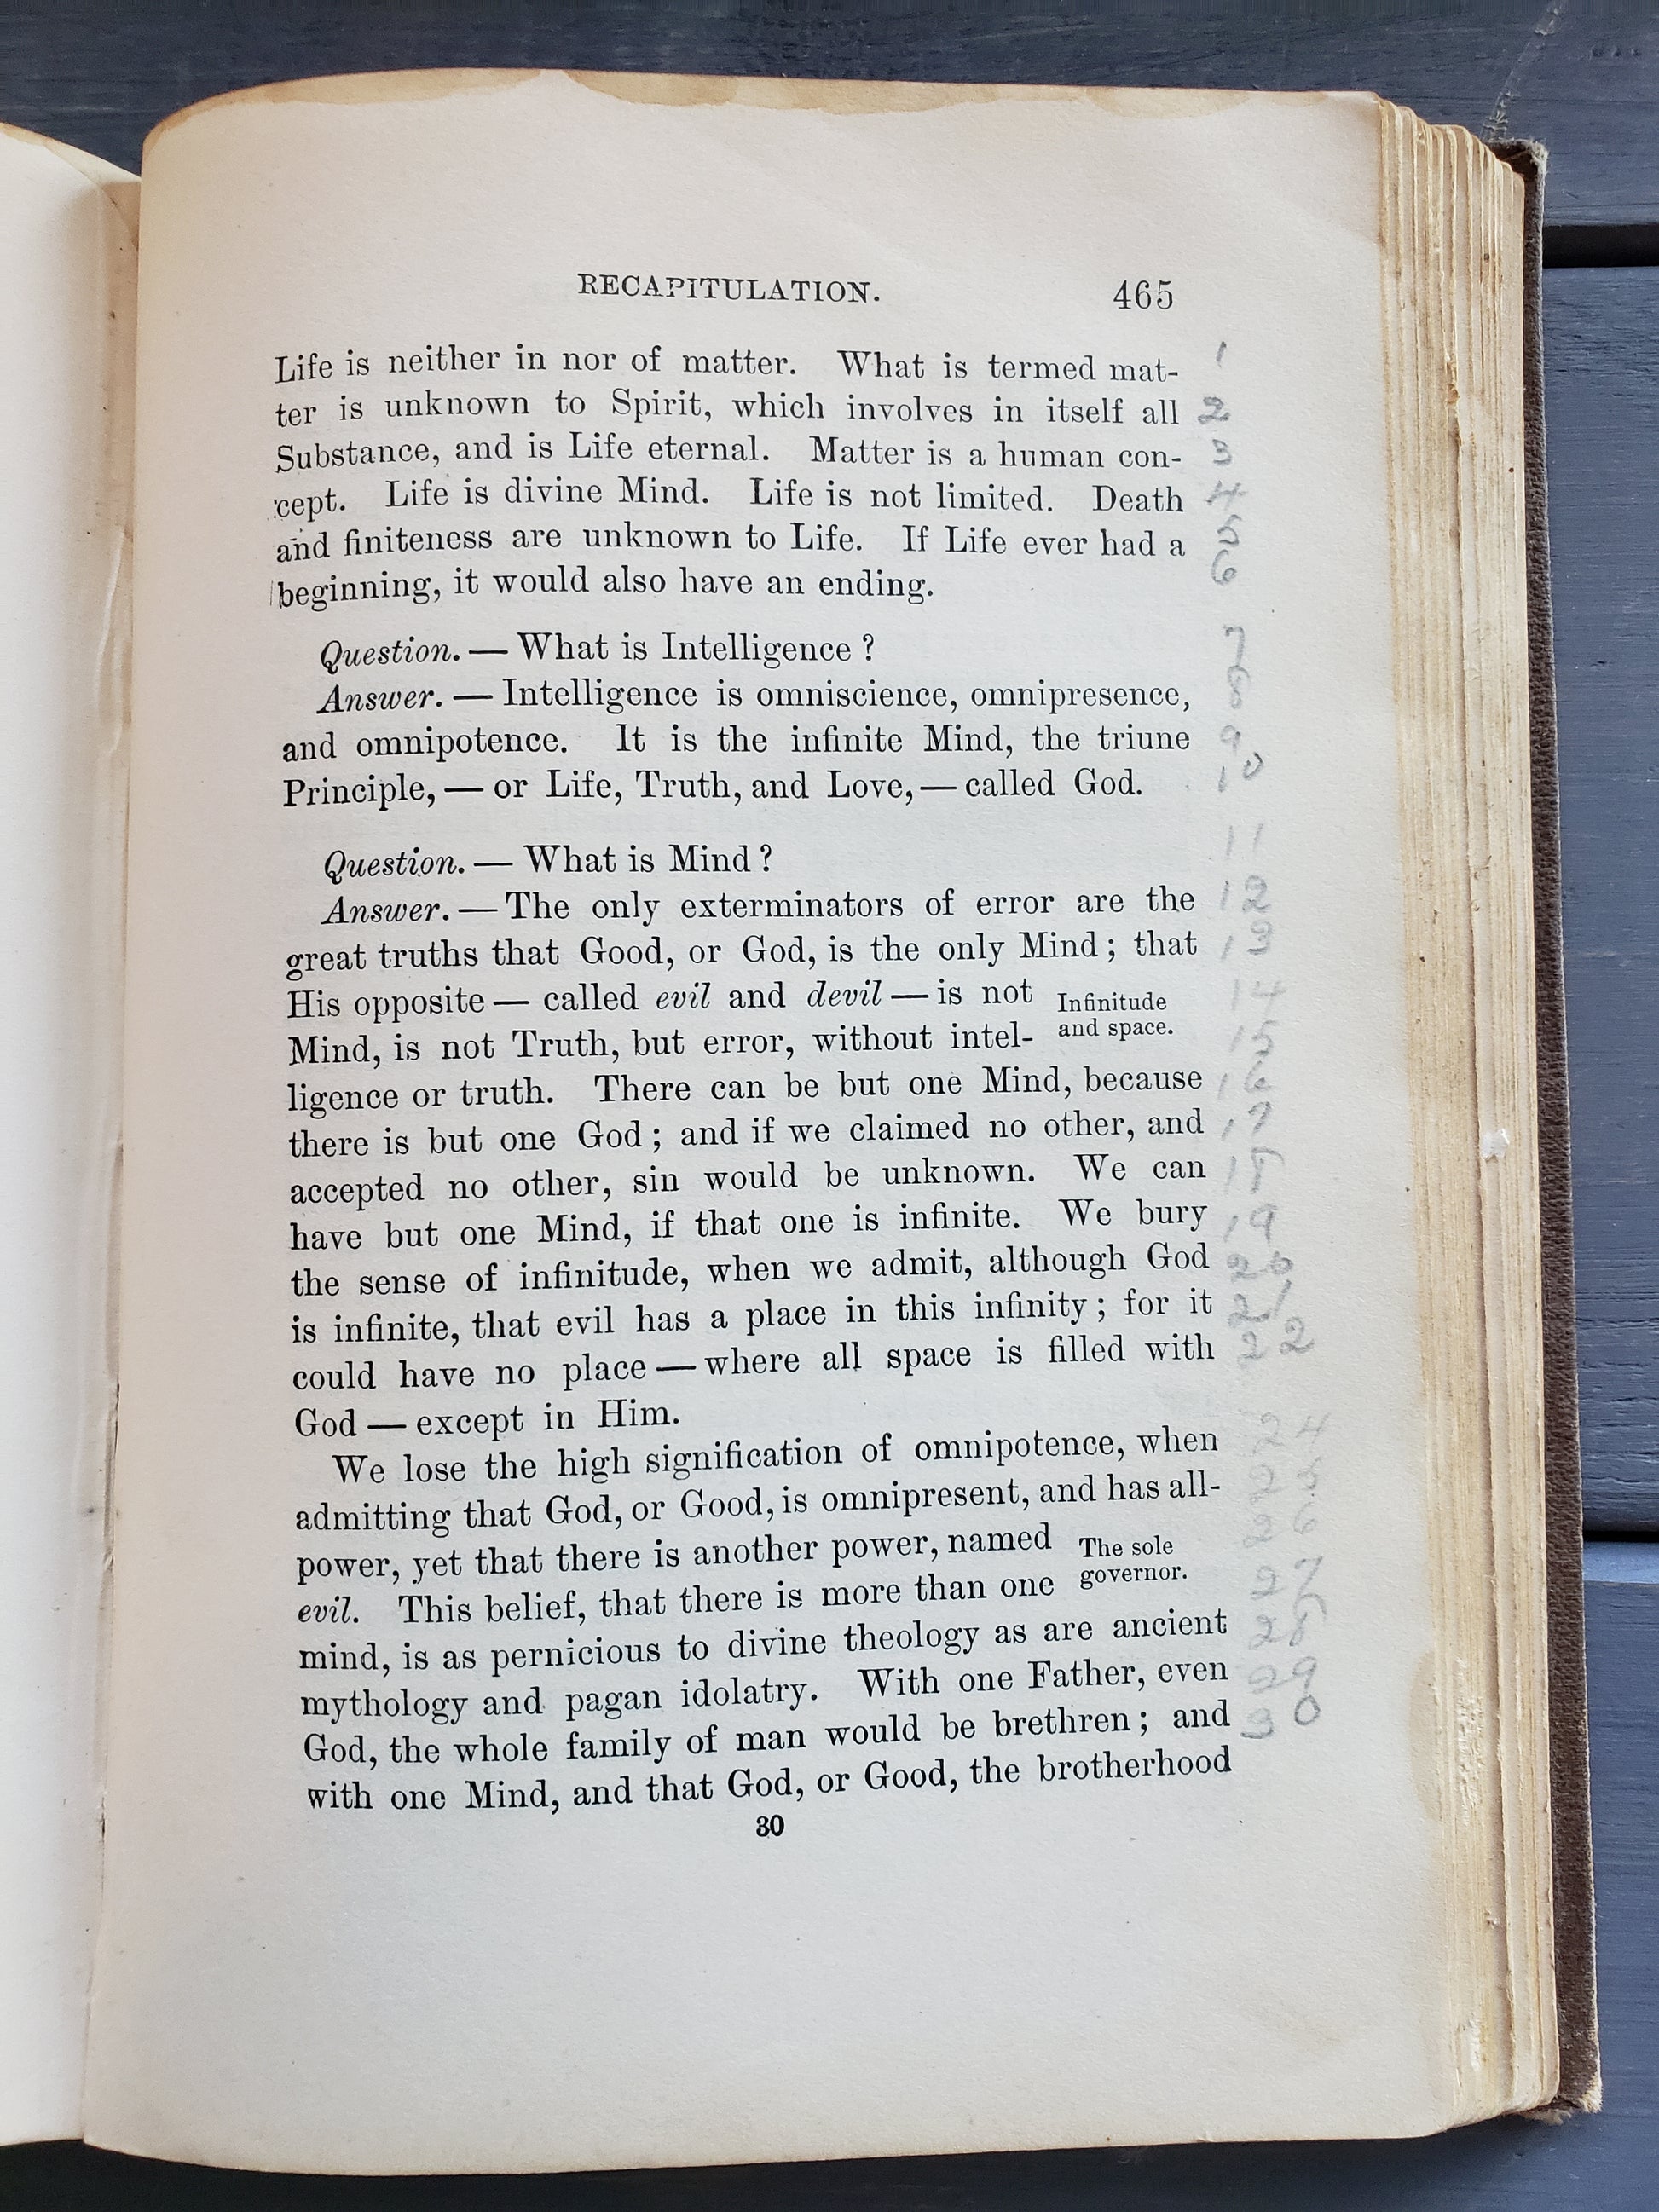 RECAPITULATION. 465
Life is neither in nor of matter. What is termed mat- 1
ter is unknown to Spirit, which involves in itself all 2
Substance, and is Life eternal. Matter is a human con- 3
cept. Life is divine Mind. Life is not limited. Death 4
and finiteness are unknown to Life. If Life ever had a 5
beginning, it would also have an ending. 6
Question. — What is Intelligence ? 7
Answer. — Intelligence is omniscience, omnipresence, 8
and omnipotence. It is the infinite Mind, the triune 9
Principle, — or Life, Truth, and Love, — called God. 10
Question. — What is Mind ? 11
Answer. — The only exterminators of error are the 12
great truths that Good, or God, is the only Mind ; that 13
His opposite — called evil and devil — is not Infinitude 14
Mind, is not Truth, but error, without intel- and space. 15
ligence or truth. There can be but one Mind, because 16
there is but one God ; and if we claimed no other, and 17
accepted no other, sin would be unknown. We can 18
have but one Mind, if that one is infinite. We bury 19
the sense of infinitude, when we admit, although God 20
is infinite, that evil has a place in this infinity ; for it 21
could have no place — where all space is filled with 22
God — except in Him.
We lose the high signification of omnipotence, when 24
admitting that God, or Good, is omnipresent, and has all- 25
power, yet that there is another power, named The sole 26
evil. This belief, that there is more than one governor. 27
mind, is as pernicious to divine theology as are ancient 28
mythology and pagan idolatry. With one Father, even 29
God, the whole family of man would be brethren ; and 30
with one Mind, and that God, or Good, the brotherhood
30